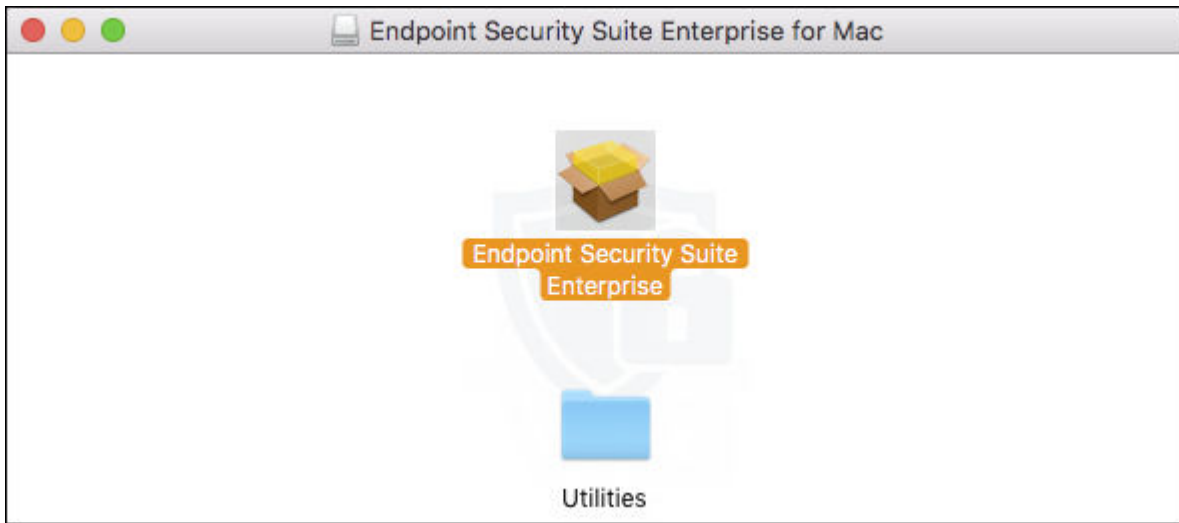 Endpoint Security Suite Enterprise for Mac
Endpoint Security Suite
Enterprise
Utilities